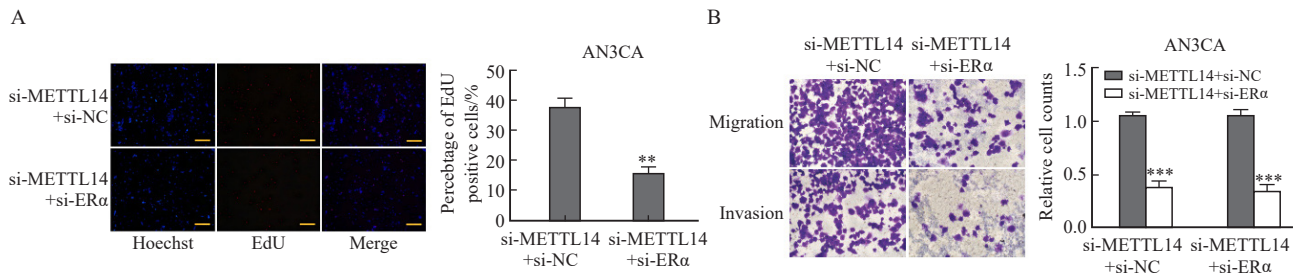 A
si-METTL14
+si-NC
si-METTL14
+si-ERα
Hoechst
EdU
Merge
AN3CA
Percetage of EdU
positive cells/%
50
40
30
20
10
0
**
si-METTL14
+si-NC
si-METTL14
+si-ERα
B
si-METTL14
+si-NC
si-METTL14
+si-ERα
Migration
Invasion
AN3CA
Relative cell counts
1.5
1.0
0.5
0.0
si-METTL14+si-NC
si-METTL14+si-ERα
***
***
si-METTL14
+si-NC
si-METTL14
+si-ERα